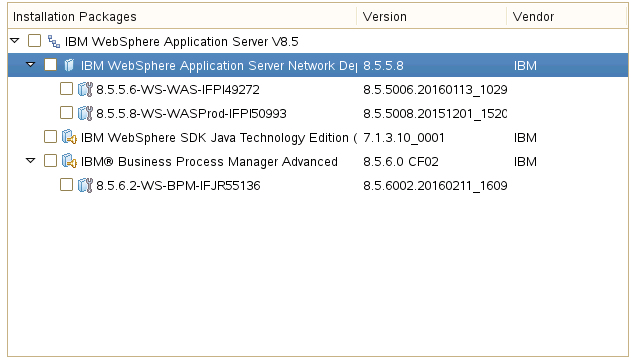 Installation Packages Version Vendor
IBM WebSphere Application Server V8.5
IBM WebSphere Application Server Network Dep 8.5.5.8 IBM
8.5.5.6-WS-WAS-IFPI49272 8.5.5006.20160113_1029
8.5.5.8-WS-WASProd-IFPI50993 8.5.5008.20151201_1520
IBM WebSphere SDK Java Technology Edition ( 7.1.3.10_0001 IBM
IBM® Business Process Manager Advanced 8.5.6.0 CF02 IBM
8.5.6.2-WS-BPM-IFJR55136 8.5.6002.20160211_1609